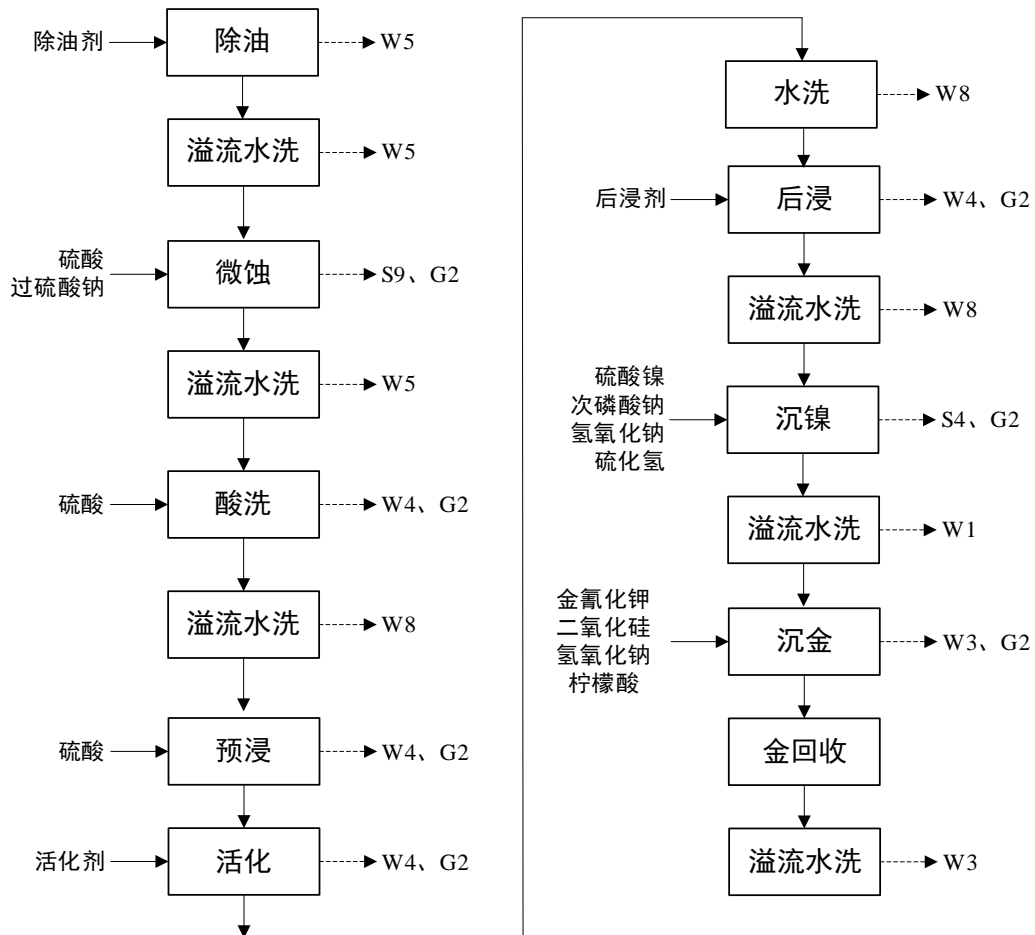 除油剂
除油
W5
溢流水洗
W5
硫酸
过硫酸钠
微蚀
S9、G2
溢流水洗
W5
硫酸
酸洗
W4、G2
溢流水洗
W8
硫酸
预浸
W4、G2
活化剂
活化
W4、G2
水洗
W8
后浸剂
后浸
W4、G2
溢流水洗
W8
硫酸镍
次磷酸钠
氢氧化钠
硫化氢
沉镍
S4、G2
溢流水洗
W1
金氰化钾
二氧化硅
氢氧化钠
柠檬酸
沉金
W3、G2
金回收
溢流水洗
W3